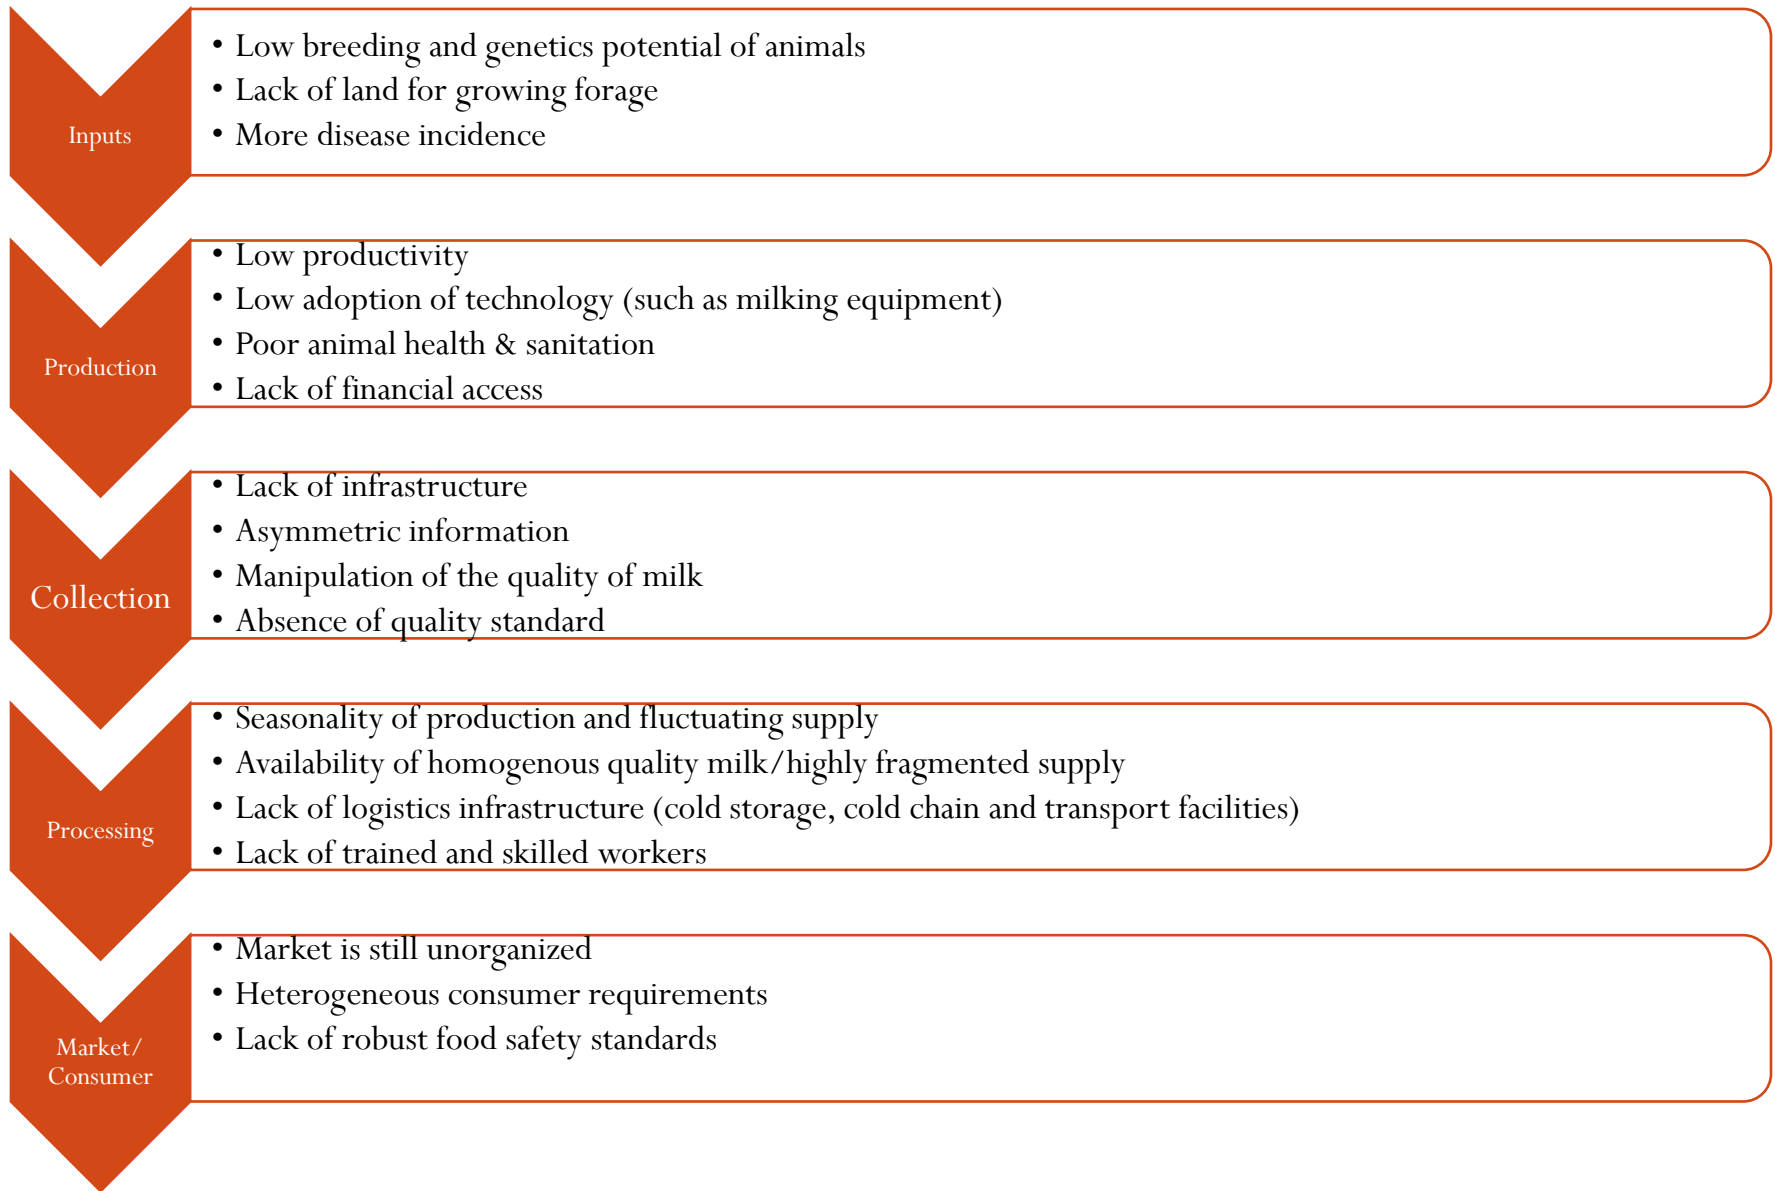 Inputs
• Low breeding and genetics potential of animals
• Lack of land for growing forage
• More disease incidence
Production
• Low productivity
• Low adoption of technology (such as milking equipment)
• Poor animal health & sanitation
• Lack of financial access
Collection
• Lack of infrastructure
• Asymmetric information
• Manipulation of the quality of milk
• Absence of quality standard
Processing
• Seasonality of production and fluctuating supply
• Availability of homogenous quality milk/highly fragmented supply
• Lack of logistics infrastructure (cold storage, cold chain and transport facilities)
• Lack of trained and skilled workers
Market/
Consumer
• Market is still unorganized
• Heterogeneous consumer requirements
• Lack of robust food safety standards